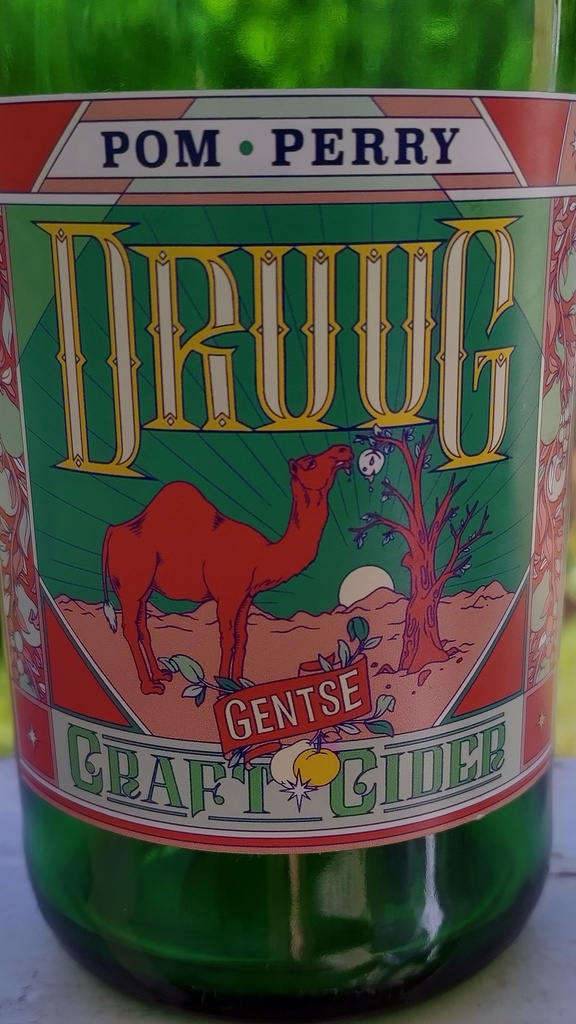 POM • PERRY
DRUUG
GENTSE
CRAFT CIDER